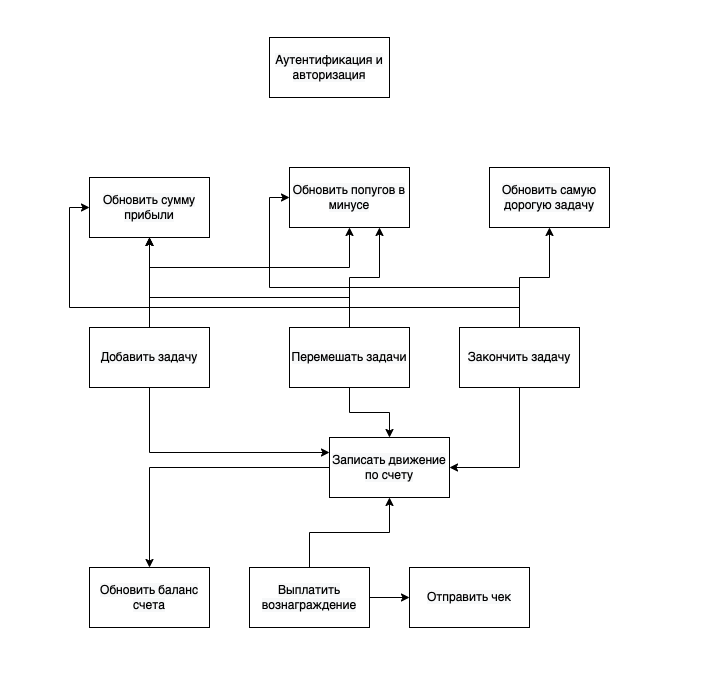 Аутентификация и
авторизация
Обновить сумму
прибыли
Обновить попугов в
минусе
Обновить самую
дорогую задачу
Добавить задачу
Перемешать задачи
Закончить задачу
Записать движение
по счету
Обновить баланс
счета
Выплатить
вознаграждение
Отправить чек